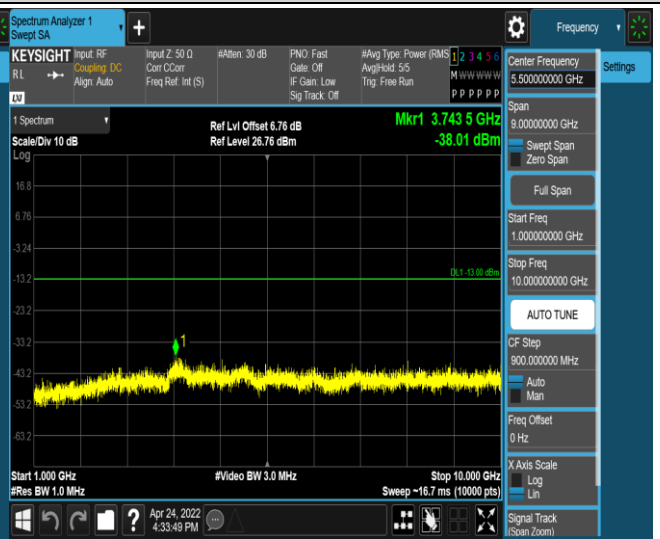 Spectrum Analyzer 1
Swept SA
+
Frequency
KEYSIGHT
RL
LXI
Input: RF
Coupling: DC
Align: Auto
Input Z: 50 Ω
Corr CCorr
Freq Ref: Int (S)
#Atten: 30 dB
PNO: Fast
Gate: Off
IF Gain: Low
Sig Track: Off
#Avg Type: Power (RMS
Avg|Hold: 5/5
Trig: Free Run
1 2 3 4 5 6
M W W W W W
P P P P P P
Settings
1 Spectrum
Scale/Div 10 dB
Log
Ref Lvl Offset 6.76 dB
Ref Level 26.76 dBm
Mkr1 3.743 5 GHz
-38.01 dBm
16.8
6.76
-3.24
-13.2
DL1 -13.00 dBm
-23.2
-33.2
1
-43.2
-53.2
-63.2
Start 1.000 GHz
#Res BW 1.0 MHz
#Video BW 3.0 MHz
Stop 10.000 GHz
Sweep ~16.7 ms (10000 pts)
Center Frequency
5.500000000 GHz
Span
9.00000000 GHz
Swept Span
Zero Span
Full Span
Start Freq
1.000000000 GHz
Stop Freq
10.000000000 GHz
AUTO TUNE
CF Step
900.000000 MHz
Auto
Man
Freq Offset
0 Hz
X Axis Scale
Log
Lin
Signal Track
(Span Zoom)
?
Apr 24, 2022
4:33:49 PM